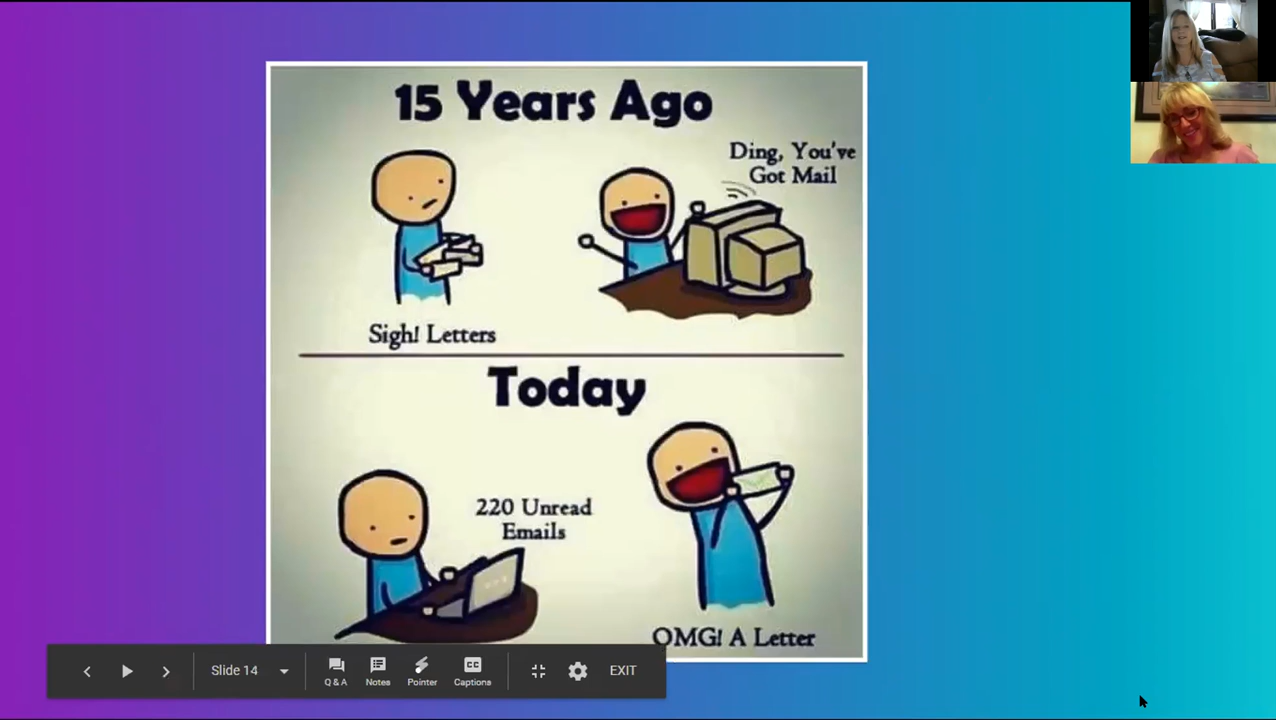 15 Years Ago
Ding, You've
Got Mail
Sigh! Letters
Today
220 Unread
Emails
OMG! A Letter
Slide 14
Q & A
Notes
Pointer
CC
Captions
EXIT